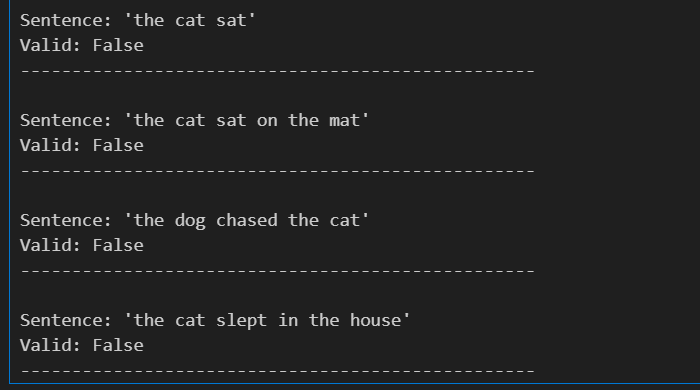 Sentence: 'the cat sat'
Valid: False
--------------------------------------------------
Sentence: 'the cat sat on the mat'
Valid: False
--------------------------------------------------
Sentence: 'the dog chased the cat'
Valid: False
--------------------------------------------------
Sentence: 'the cat slept in the house'
Valid: False
--------------------------------------------------